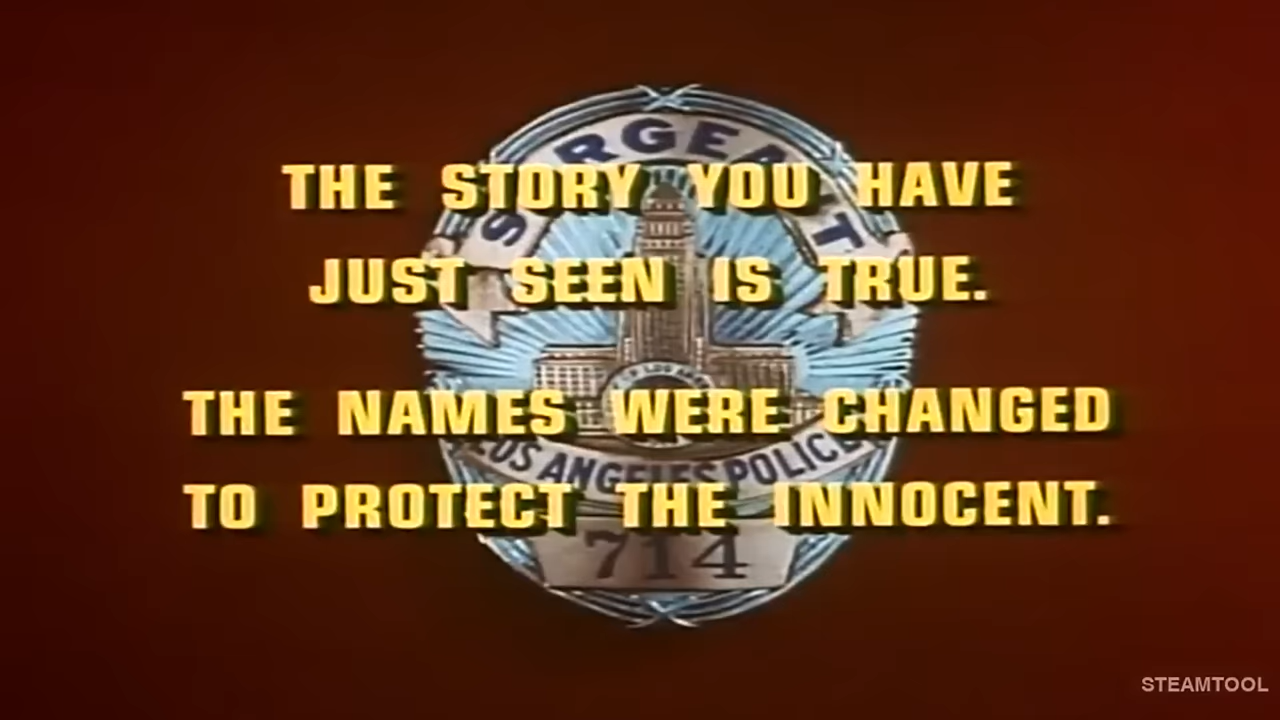 SERGEANT
THE STORY YOU HAVE
JUST SEEN IS TRUE.
THE NAMES WERE CHANGED
LOS ANGELES POLICE
TO PROTECT THE INNOCENT.
714
STEAMTOOL